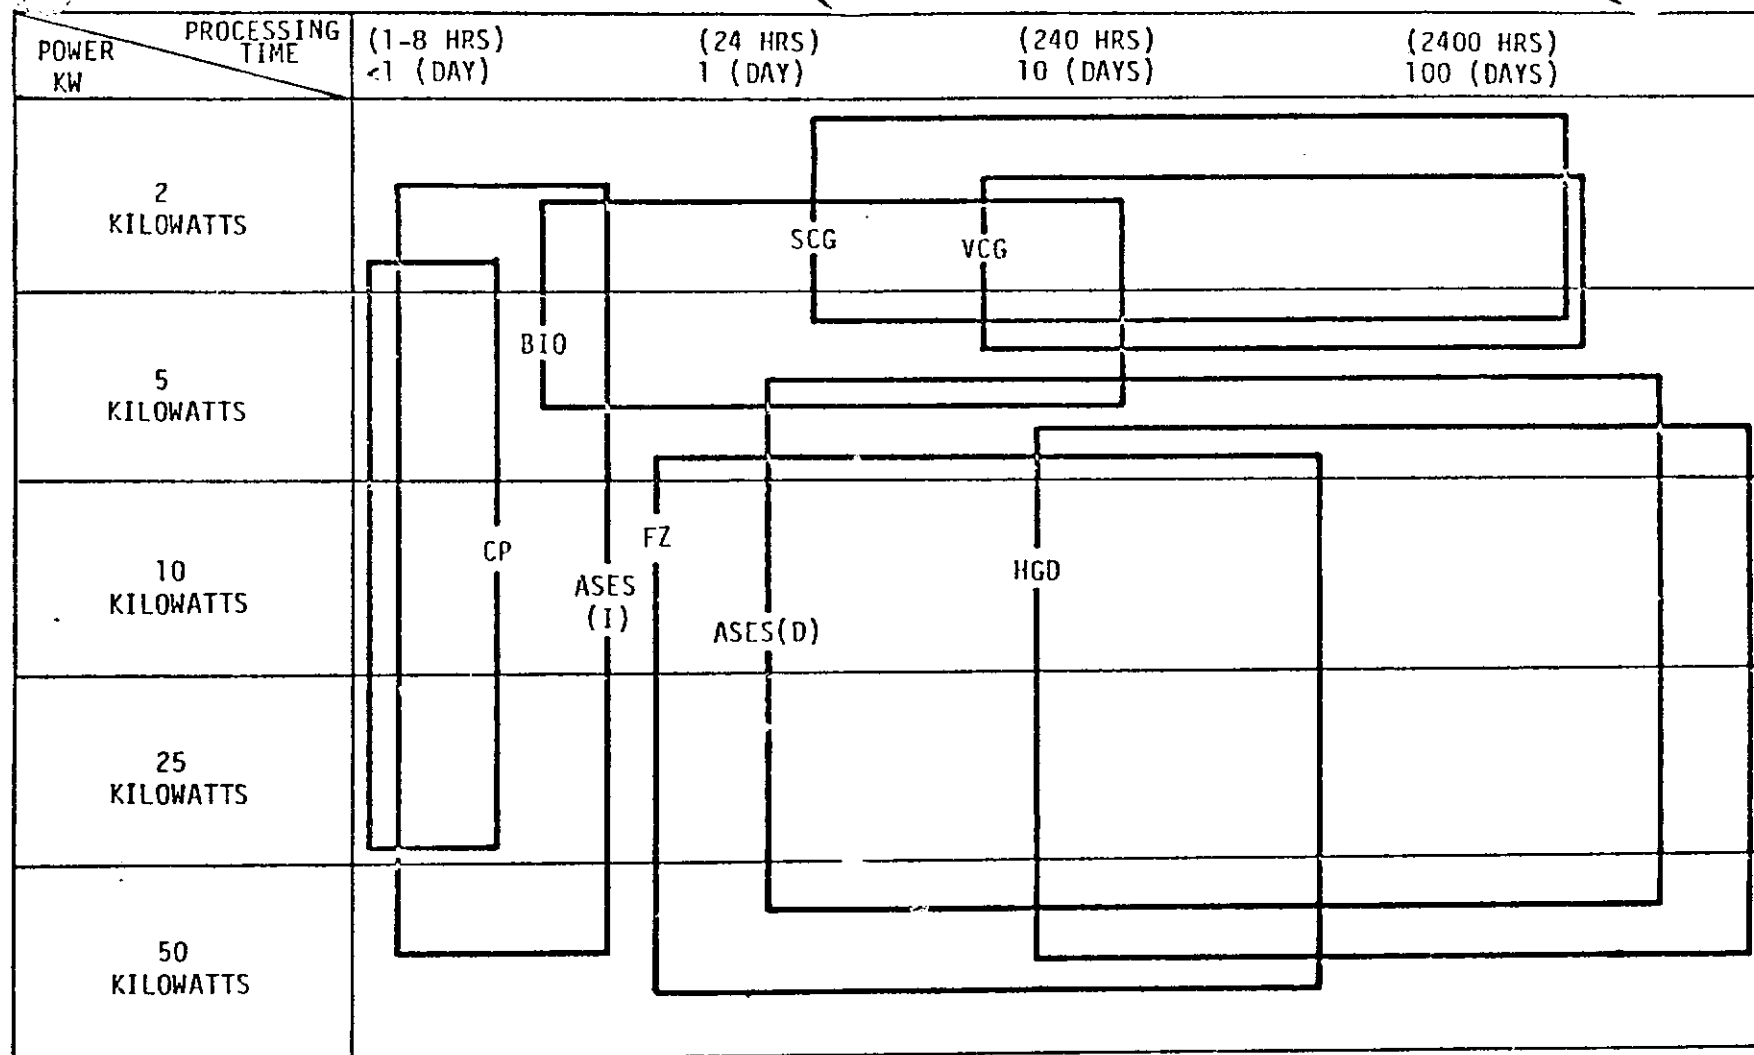 PROCESSING
TIME
POWER
KW
(1-8 HRS)
<1 (DAY)
(24 HRS)
1 (DAY)
(240 HRS)
10 (DAYS)
(2400 HRS)
100 (DAYS)
2
KILOWATTS
SCG
VCG
BIO
5
KILOWATTS
CP
FZ
HGD
10
KILOWATTS
ASES
(I)
ASES(D)
25
KILOWATTS
50
KILOWATTS